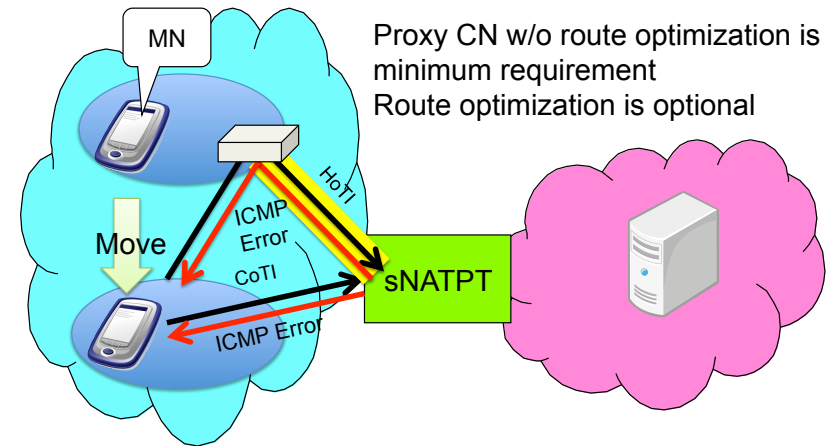 MN
Proxy CN w/o route optimization is
minimum requirement
Route optimization is optional
HoTI
ICMP
Error
Move
CoTI
sNATPT
ICMP Error